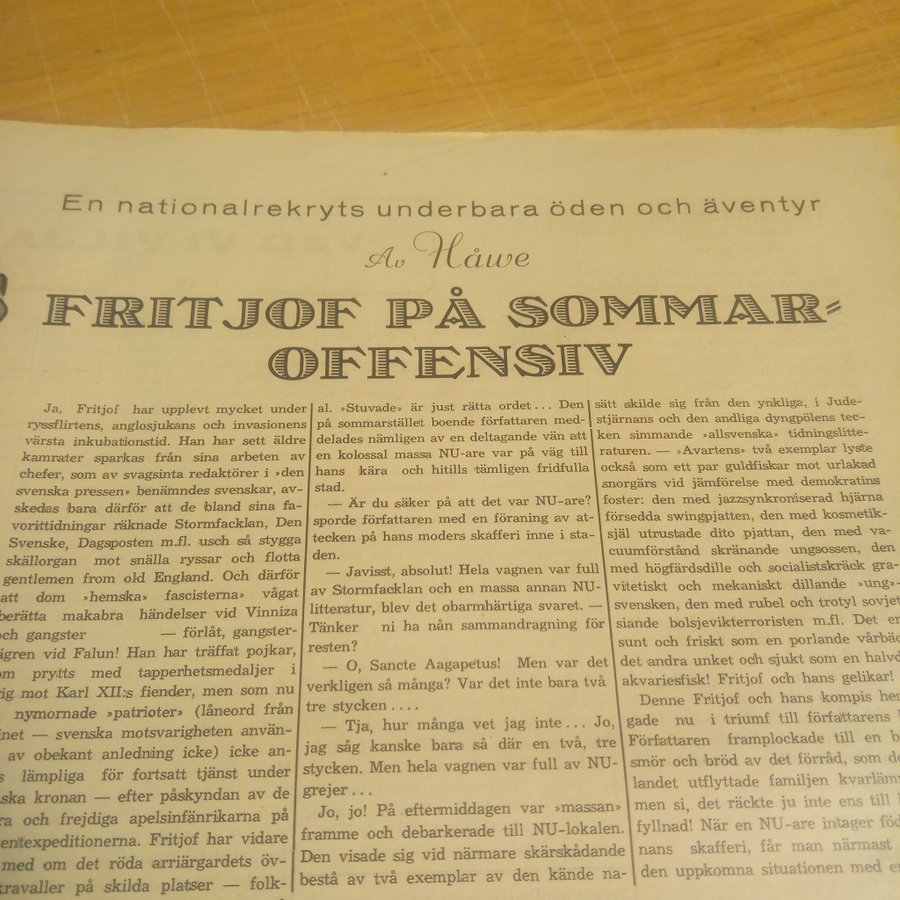 En nationalrekryts underbara öden och äventyr
Av Håwe
S FRITJOF PÅ SOMMAR-
OFFENSIV
Ja, Fritjof har upplevt mycket under
ryssflirtens, anglosjukans och invasionens
värsta inkubationstid. Han har sett äldre
kamrater sparkas från sina arbeten av
chefer, som av svagsinta redaktörer i »den
svenska pressen» benämndes svenskar, av-
skedas bara därför att de bland sina fa-
vorittidningar räknade Stormfacklan, Den
Svenske, Dagsposten m.fl. usch så stygga
skällorgan mot snälla ryssar och flotta
gentlemen from old England. Och därför
att dom »hemska» fascisterna» vågat
berätta makabra händelser vid Vinniza
och gangster — förlåt, gangster-
igren vid Falun! Han har träffat pojkar,
om prytts med tapperhetsmedaljer i
rig mot Karl XII:s fiender, men som nu
nymornade »patrioter» (låneord från
inet — svenska motsvarigheten använ-
av obekant anledning icke) icke an-
s lämpliga för fortsatt tjänst under
ska kronan — efter påskyndan av de
ra och frejdiga apelsinfänrikarna på
entexpeditionerna. Fritjof har vidare
med om det röda arriärgardets öv-
kravaller på skilda platser — folk-
al. »Stuvade» är just rätta ordet... Den
på sommarstället boende författaren med-
delades nämligen av en deltagande vän att
en kolossal massa NU-are var på väg till
hans kära och hitills tämligen fridfulla
stad.
— Är du säker på att det var NU-are?
sporde författaren med en föraning av at-
tecken på hans moders skafferi inne i sta-
den.
— Javisst, absolut! Hela vagnen var full
av Stormfacklan och en massa annan NU-
litteratur, blev det obarmhärtiga svaret. —
Tänker ni ha nån sammandragning för
resten?
— O, Sancte Aagapetus! Men var det
verkligen så många? Var det inte bara två
tre stycken....
— Tja, hur många vet jag inte... Jo,
jag såg kanske bara så där en två, tre
stycken. Men hela vagnen var full av NU-
grejer...
Jo, jo! På eftermiddagen var »massan»
framme och debarkerade till NU-lokalen.
Den visade sig vid närmare skärskådande
bestå av två exemplar av den kände na-
sätt skilde sig från den ynkliga, i Jude-
stjärnans och den andliga dyngpölens tec-
ken simmande »allsvenska» tidningslitte-
raturen. — »Avartens» två exemplar lyste
också som ett par guldfiskar mot urlakad
snorgärs vid jämförelse med demokratins
foster: den med jazzsynkroniserad hjärna
försedda swingpjatten, den med kosmetik-
själ utrustade dito pjattan, den med va-
cuumförstånd skränande ungsossen, den
med högfärdsdille och socialistskräck gra-
vitetiskt och mekaniskt dillande »ung»-
svensken, den med rubel och trotyl sovjet
siande bolsjevikterroristen m.fl. Det er
sunt och friskt som en porlande vårbäc
det andra unket och sjukt som en halvd
akvariesfisk! Fritjof och hans gelikar!
Denne Fritjof och hans kompis her
gade nu i triumf till författarens
Författaren framplockade till en b
smör och bröd av det förråd, som de
landet utflyttade familjen kvarläm
men si, det räckte ju inte ens till
fyllnad! När en NU-are intager föd
nans skafferi, får man närmast
den uppkomna situationen med en